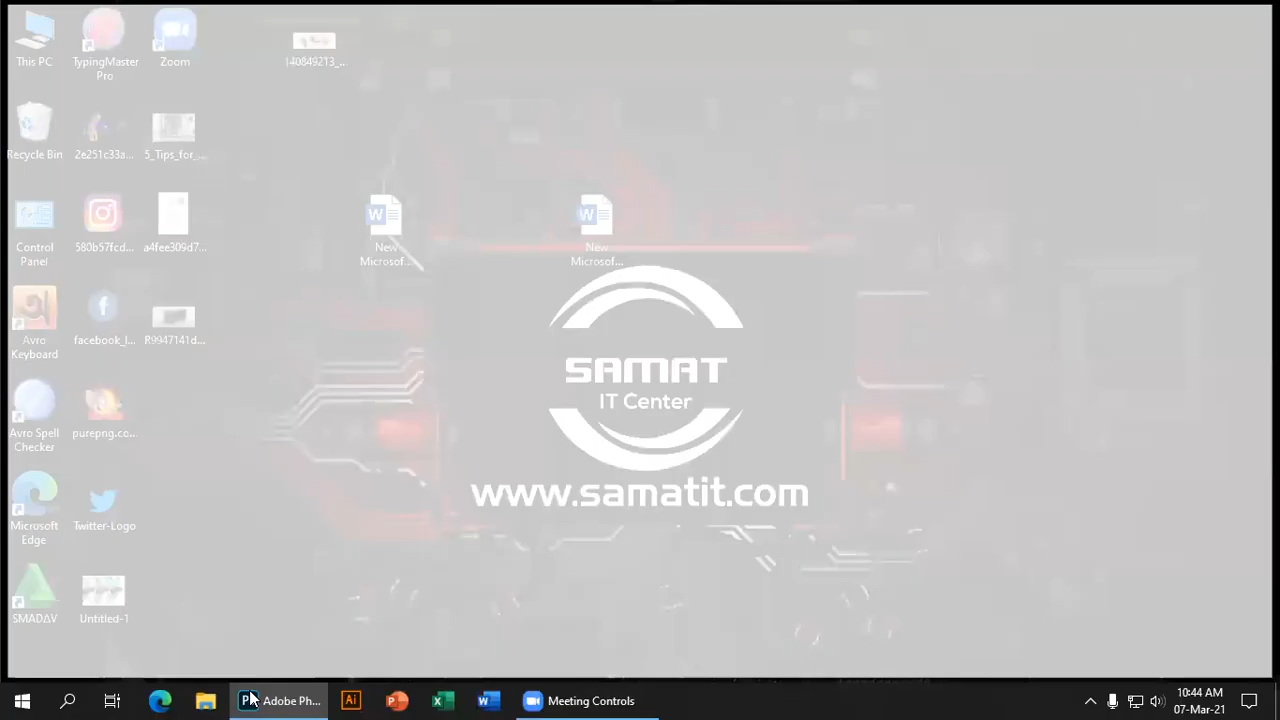 This PC
TypingMaster
Pro
Zoom
Recycle Bin
2e251c33a...
5_Tips_for_...
Control
Panel
580b57fcd...
a4fee309d7...
New
Microsof...
New
Microsof...
Avro
Keyboard
facebook_l...
R9947141d...
SAMAT
IT Center
www.samatit.com
Avro Spell
Checker
purepng.co...
Microsoft
Edge
Twitter-Logo
SMADΔV
Untitled-1
Adobe Ph...
Ai
Meeting Controls
10:44 AM
07-Mar-21